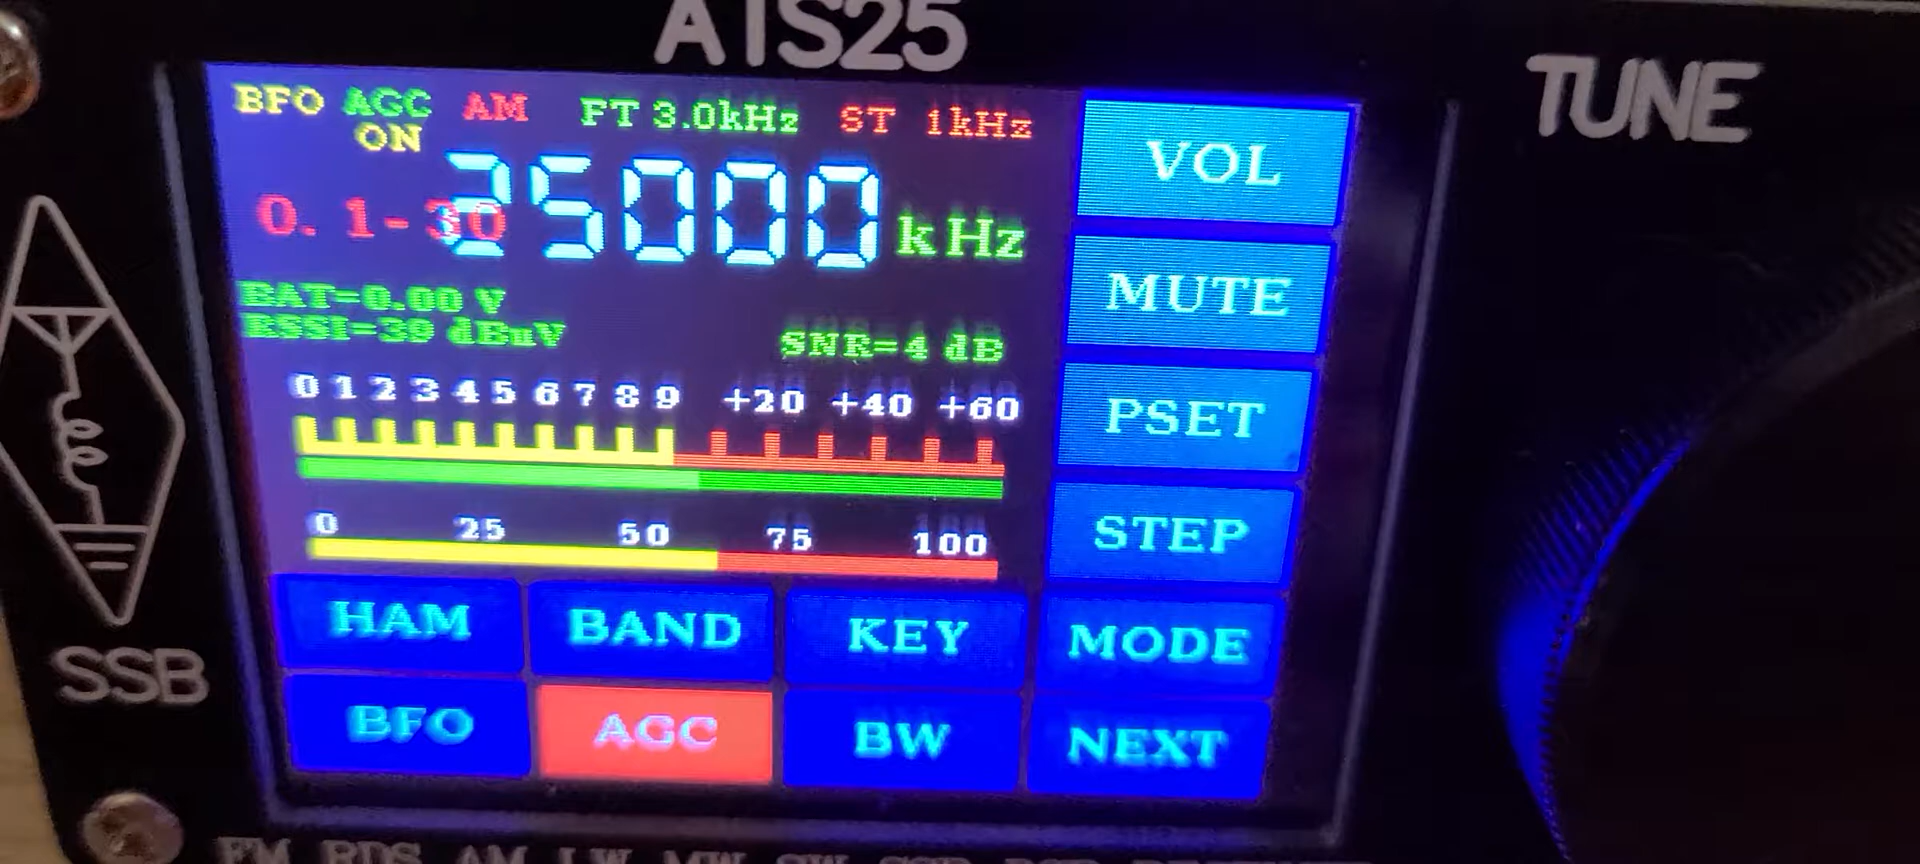 ATS25
TUNE
BFO AGC AM FT 3.0kHz ST 1kHz
ON
0.1-30 25000 kHz
BAT=0.00 V
RSSI=39 dBuV SNR=4 dB
0 1 2 3 4 5 6 7 8 9 +20 +40 +60
0 25 50 75 100
VOL
MUTE
PSET
STEP
HAM BAND KEY MODE
BFO AGC BW NEXT
SSB
FM RDS AM LW MW SW SSB